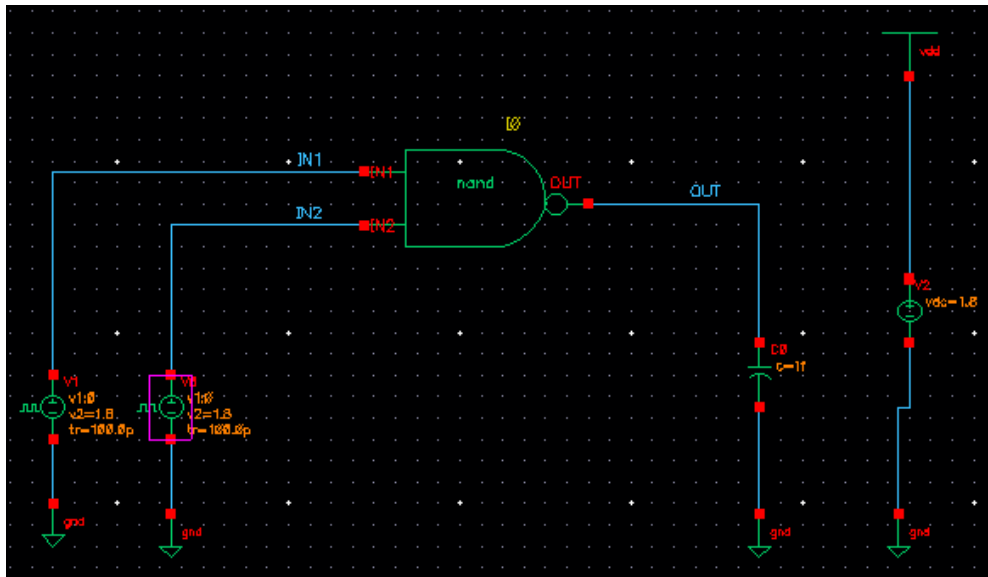 vdd
I0
IN1
IN1
nand
OUT
OUT
IN2
IN2
V2
vdc=1.8
C0
c=1f
V1
v1:0
v2=1.8
tr=100.0p
v1:0
v2=1.8
tr=100.0p
gnd
gnd
gnd
gnd